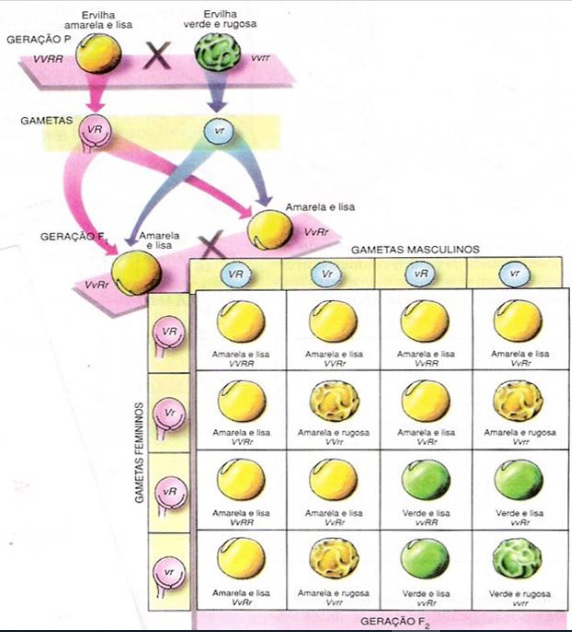 Ervilha
amarela e lisa
Ervilha
verde e rugosa
GERAÇÃO P
VVRR
X
vvrr
GAMETAS
VR
vr
Amarela e lisa
GERAÇÃO F1
Amarela
e lisa
X
VvRr
VvRr
GAMETAS MASCULINOS
VR
Vr
vR
vr
GAMETAS FEMININOS
VR
Amarela e lisa
VVRR
Amarela e lisa
VVRr
Amarela e lisa
VvRR
Amarela e lisa
VvRr
Vr
Amarela e lisa
VVRr
Amarela e rugosa
VVrr
Amarela e lisa
VvRr
Amarela e rugosa
Vvrr
vR
Amarela e lisa
VvRR
Amarela e lisa
VvRr
Verde e lisa
vvRR
Verde e lisa
vvRr
vr
Amarela e lisa
VvRr
Amarela e rugosa
Vvrr
Verde e lisa
vvRr
Verde e rugosa
vvrr
GERAÇÃO F2